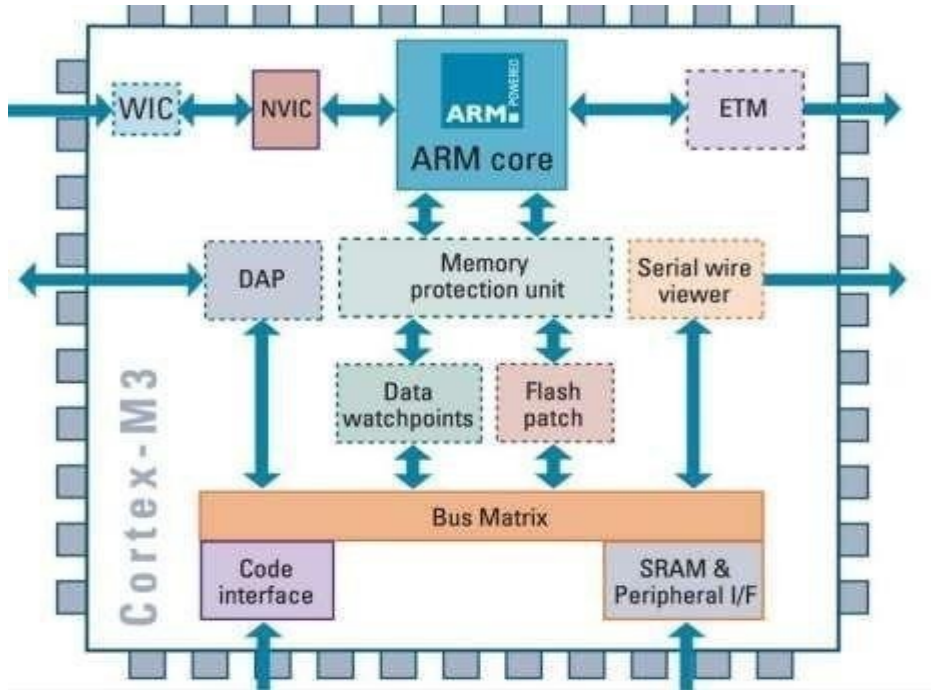 WIC
NVIC
ARM
POWERED
ARM core
ETM
DAP
Memory
protection unit
Serial wire
viewer
Data
watchpoints
Flash
patch
Cortex-M3
Bus Matrix
Code
interface
SRAM &
Peripheral I/F